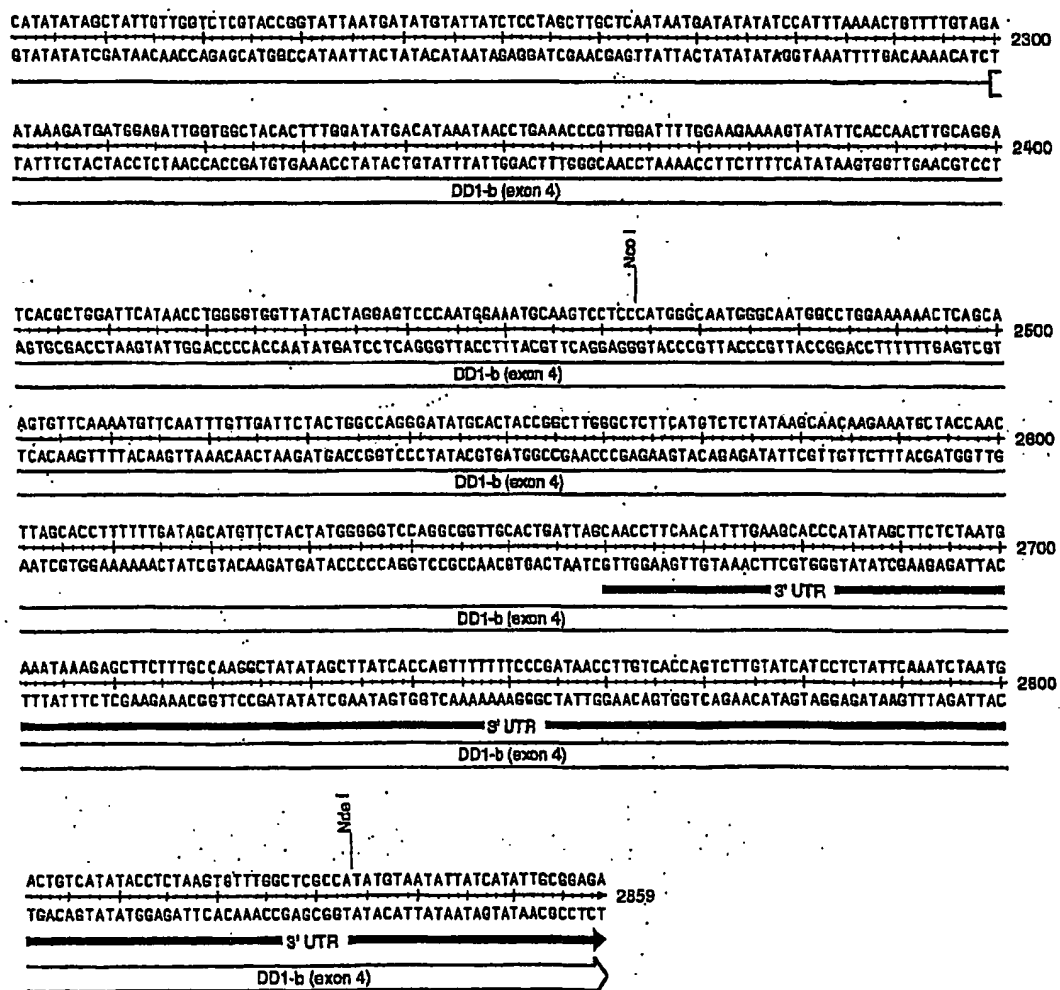 CATATATAGCTATTGTTGGTCTCGTACCGGTATTAATGATATGTATTATCTCCTAGCTTGCTCAATAATGATATATATCCATTTAAAACTGTTTTGTAGA
2300
GTATATATCGATAACAACCAGAGCATGGCCATAATTACTATACATAATAGAGGATCGAACGAGTTATTACTATATATAGGTAAATTTTGACAAAACATCT
ATAAAGATGATGGAGATTGGTGGCTACACTTTGGATATGACATAAATAACCTGAAACCCGTTGGATTTTGGAAGAAAAGTATATTCACCAACTTGCAGGA
2400
TATTTCTACTACCTCTAACCACCGATGTGAAACCTATACTGTATTTATTGGACTTTGGGCAACCTAAAACCTTCTTTTCATATAAGTGGTTGAACGTCCT
DD1-b (exon 4)
Nco I
TCACGCTGGATTCATAACCTGGGGTGGTTATACTAGGAGTCCCAATGGAAATGCAAGTCCTCCCATGGGCAATGGGCAATGGCCTGGAAAAAACTCAGCA
2500
AGTGCGACCTAAGTATTGGACCCCACCAATATGATCCTCAGGGTTACCTTTACGTTCAGGAGGGTACCCGTTACCCGTTACCGGACCTTTTTTGAGTCGT
DD1-b (exon 4)
AGTGTTCAAAATGTTCAATTTGTTGATTCTACTGGCCAGGGATATGCACTACCGGCTTGGGCTCTTCATGTCTCTATAAGCAACAAGAAATGCTACCAAC
2600
TCACAAGTTTTACAAGTTAAACAACTAAGATGACCGGTCCCTATACGTGATGGCCGAACCCGAGAAGTACAGAGATATTCGTTGTTCTTTACGATGGTTG
DD1-b (exon 4)
TTAGCACCTTTTTTGATAGCATGTTCTACTATGGGGGTCCAGGCGGTTGCACTGATTAGCAACCTTCAACATTTGAAGCACCCATATAGCTTCTCTAATG
2700
AATCGTGGAAAAAACTATCGTACAAGATGATACCCCCAGGTCCGCCAACGTGACTAATCGTTGGAAGTTGTAAACTTCGTGGGTATATCGAAGAGATTAC
3' UTR
DD1-b (exon 4)
AAATAAAGAGCTTCTTTGCCAAGGCTATATAGCTTATCACCAGTTTTTTTCCCGATAACCTTGTCACCAGTCTTGTATCATCCTCTATTCAAATCTAATG
2800
TTTATTTCTCGAAGAAACGGTTCCGATATATCGAATAGTGGTCAAAAAAAGGGCTATTGGAACAGTGGTCAGAACATAGTAGGAGATAAGTTTAGATTAC
3' UTR
DD1-b (exon 4)
Nde I
ACTGTCATATACCTCTAAGTGTTTGGCTCGCCATATGTAATATTATCATATTGCGGAGA
2859
TGACAGTATATGGAGATTCACAAACCGAGCGGTATACATTATAATAGTATAACGCCTCT
3' UTR
DD1-b (exon 4)